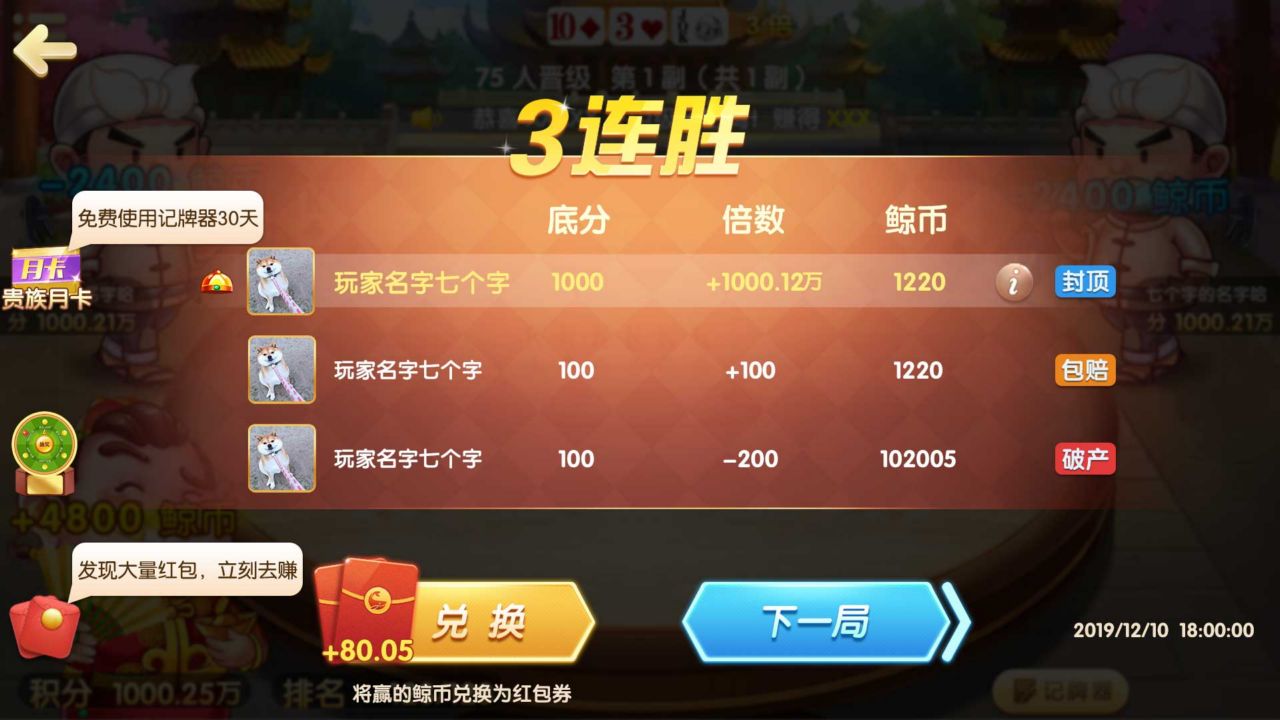 10 3 3倍
75 人晋级 第1副（共1副）
赚得 XXX
3连胜
-2400
2400鲸币
免费使用记牌器30天
底分 倍数 鲸币
月卡
贵族月卡
玩家名字七个字 1000 +1000.12万 1220 i 封顶
七个字的名字哈
分 1000.21万
分 1000.21万
玩家名字七个字 100 +100 1220 包赔
玩家名字七个字 100 -200 102005 破产
+4800 鲸币
发现大量红包，立刻去赚
+80.05
兑 换
下一局
2019/12/10 18:00:00
积分 1000.25万 排名
将赢的鲸币兑换为红包券
记牌器